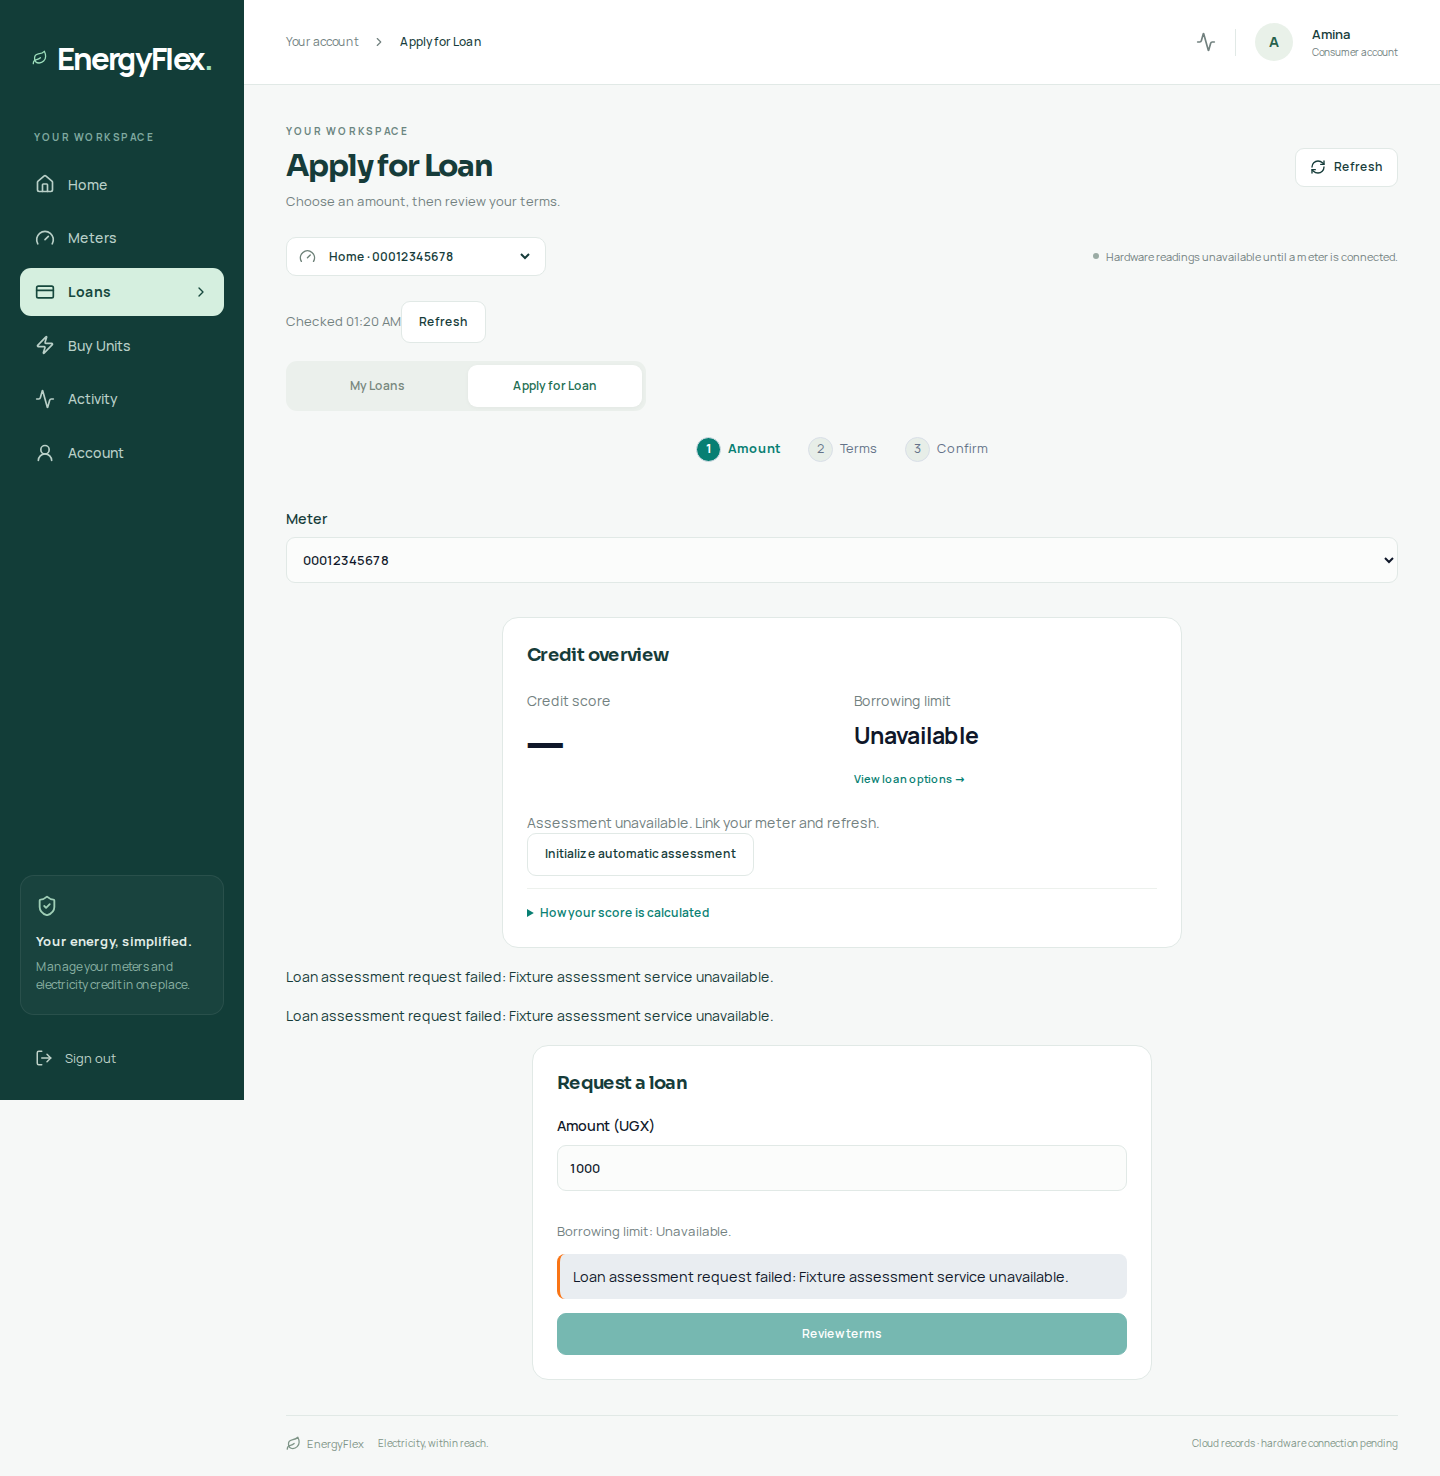 EnergyFlex.
YOUR WORKSPACE
Home
Meters
Loans
Buy Units
Activity
Account
Your energy, simplified.
Manage your meters and
electricity credit in one place.
Sign out
Your account
Apply for Loan
A
Amina
Consumer account
YOUR WORKSPACE
Apply for Loan
Choose an amount, then review your terms.
Refresh
Home · 00012345678
Hardware readings unavailable until a meter is connected.
Checked 01:20 AM
Refresh
My Loans
Apply for Loan
1 Amount
2 Terms
3 Confirm
Meter
00012345678
Credit overview
Credit score
—
Borrowing limit
Unavailable
View loan options →
Assessment unavailable. Link your meter and refresh.
Initialize automatic assessment
How your score is calculated
Loan assessment request failed: Fixture assessment service unavailable.
Loan assessment request failed: Fixture assessment service unavailable.
Request a loan
Amount (UGX)
1000
Borrowing limit: Unavailable.
Loan assessment request failed: Fixture assessment service unavailable.
Review terms
EnergyFlex
Electricity, within reach.
Cloud records · hardware connection pending